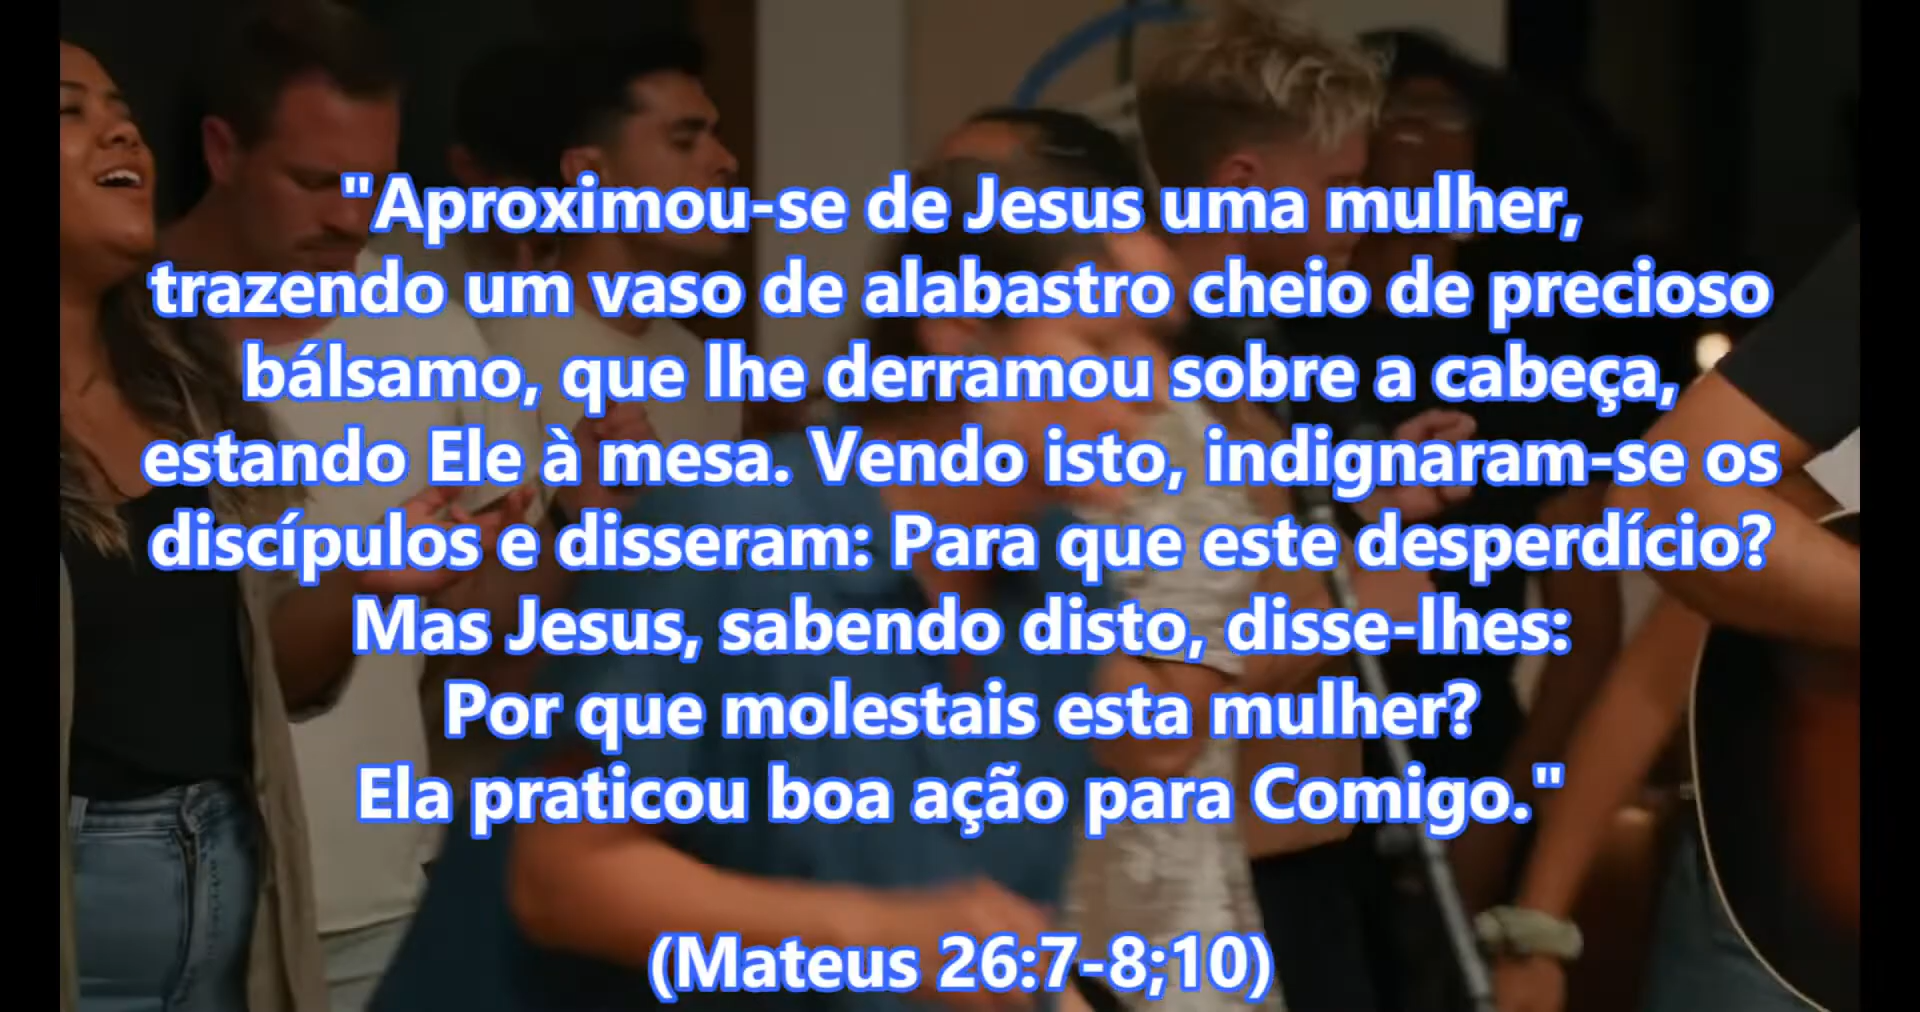 "Aproximou-se de Jesus uma mulher,
trazendo um vaso de alabastro cheio de precioso
bálsamo, que lhe derramou sobre a cabeça,
estando Ele à mesa. Vendo isto, indignaram-se os
discípulos e disseram: Para que este desperdício?
Mas Jesus, sabendo disto, disse-lhes:
Por que molestais esta mulher?
Ela praticou boa ação para Comigo."
(Mateus 26:7-8;10)